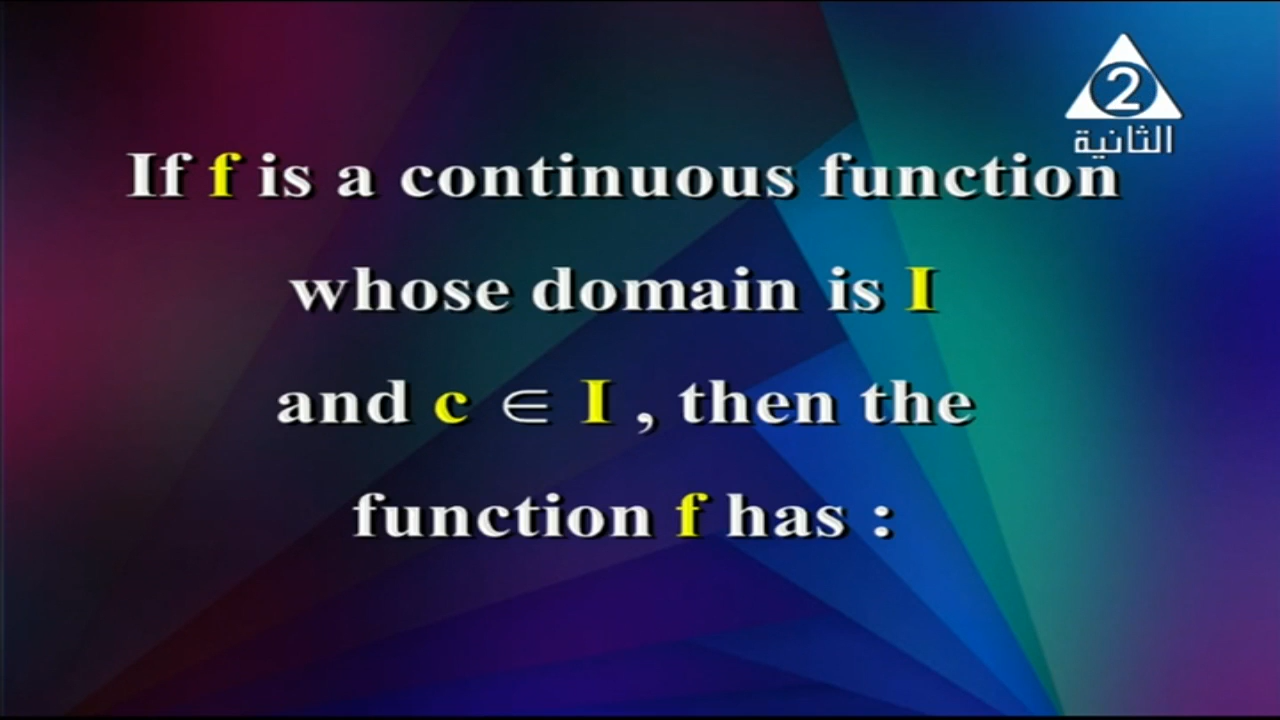 2
الثانية
If f is a continuous function
whose domain is I
and c ∈ I , then the
function f has :